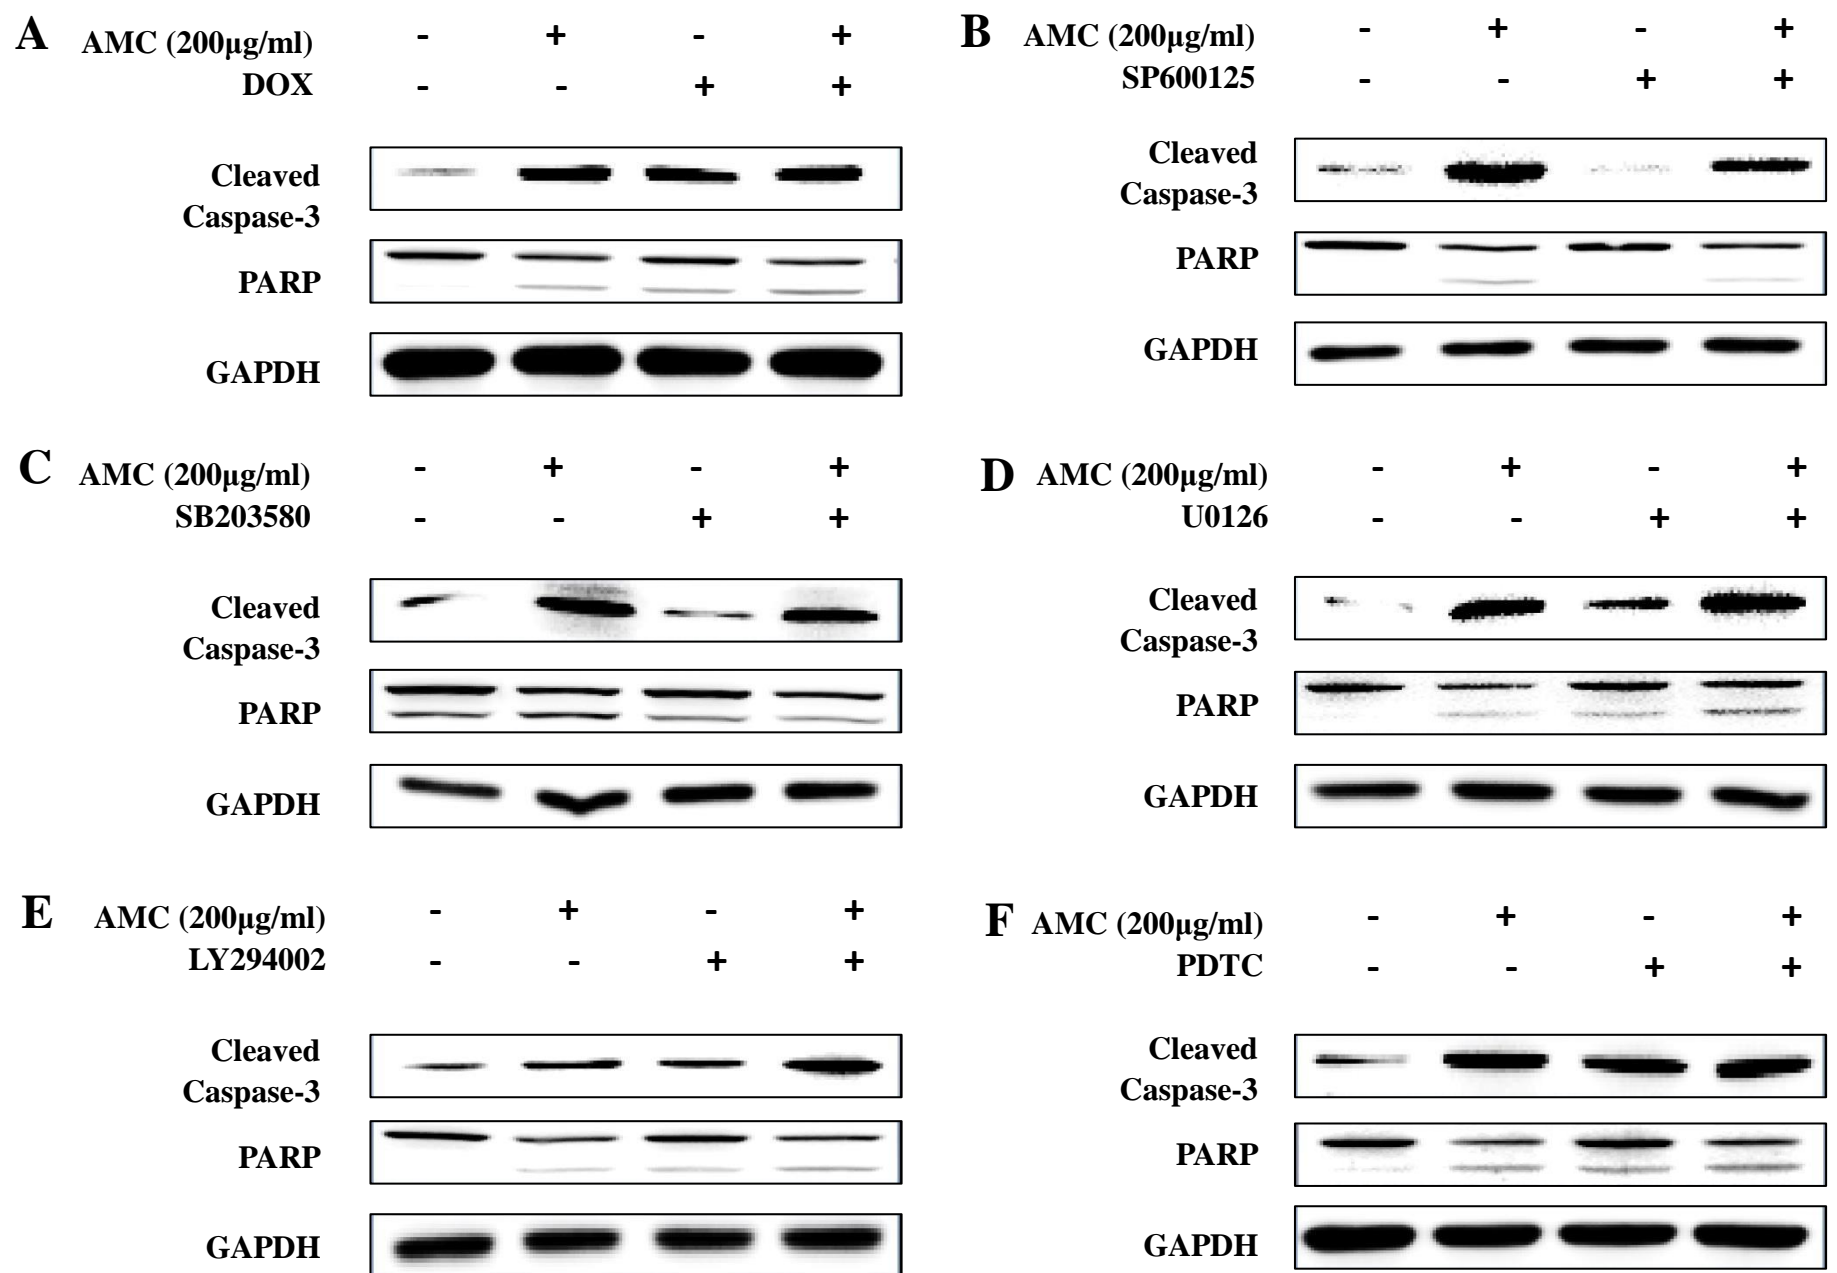 A AMC (200μg/ml) - + - +
DOX - - + +
Cleaved
Caspase-3
PARP
GAPDH
B AMC (200μg/ml) - + - +
SP600125 - - + +
Cleaved
Caspase-3
PARP
GAPDH
C AMC (200μg/ml) - + - +
SB203580 - - + +
Cleaved
Caspase-3
PARP
GAPDH
D AMC (200μg/ml) - + - +
U0126 - - + +
Cleaved
Caspase-3
PARP
GAPDH
E AMC (200μg/ml) - + - +
LY294002 - - + +
Cleaved
Caspase-3
PARP
GAPDH
F AMC (200μg/ml) - + - +
PDTC - - + +
Cleaved
Caspase-3
PARP
GAPDH